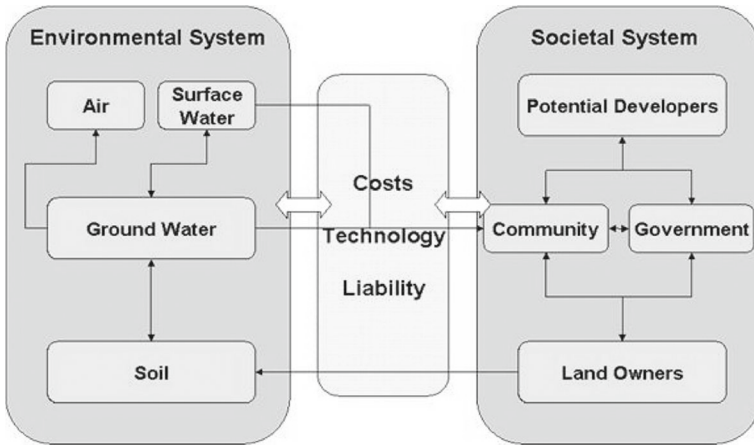 Environmental System
Air
Surface
Water
Ground Water
Soil
Costs
Technology
Liability
Societal System
Potential Developers
Community
Government
Land Owners